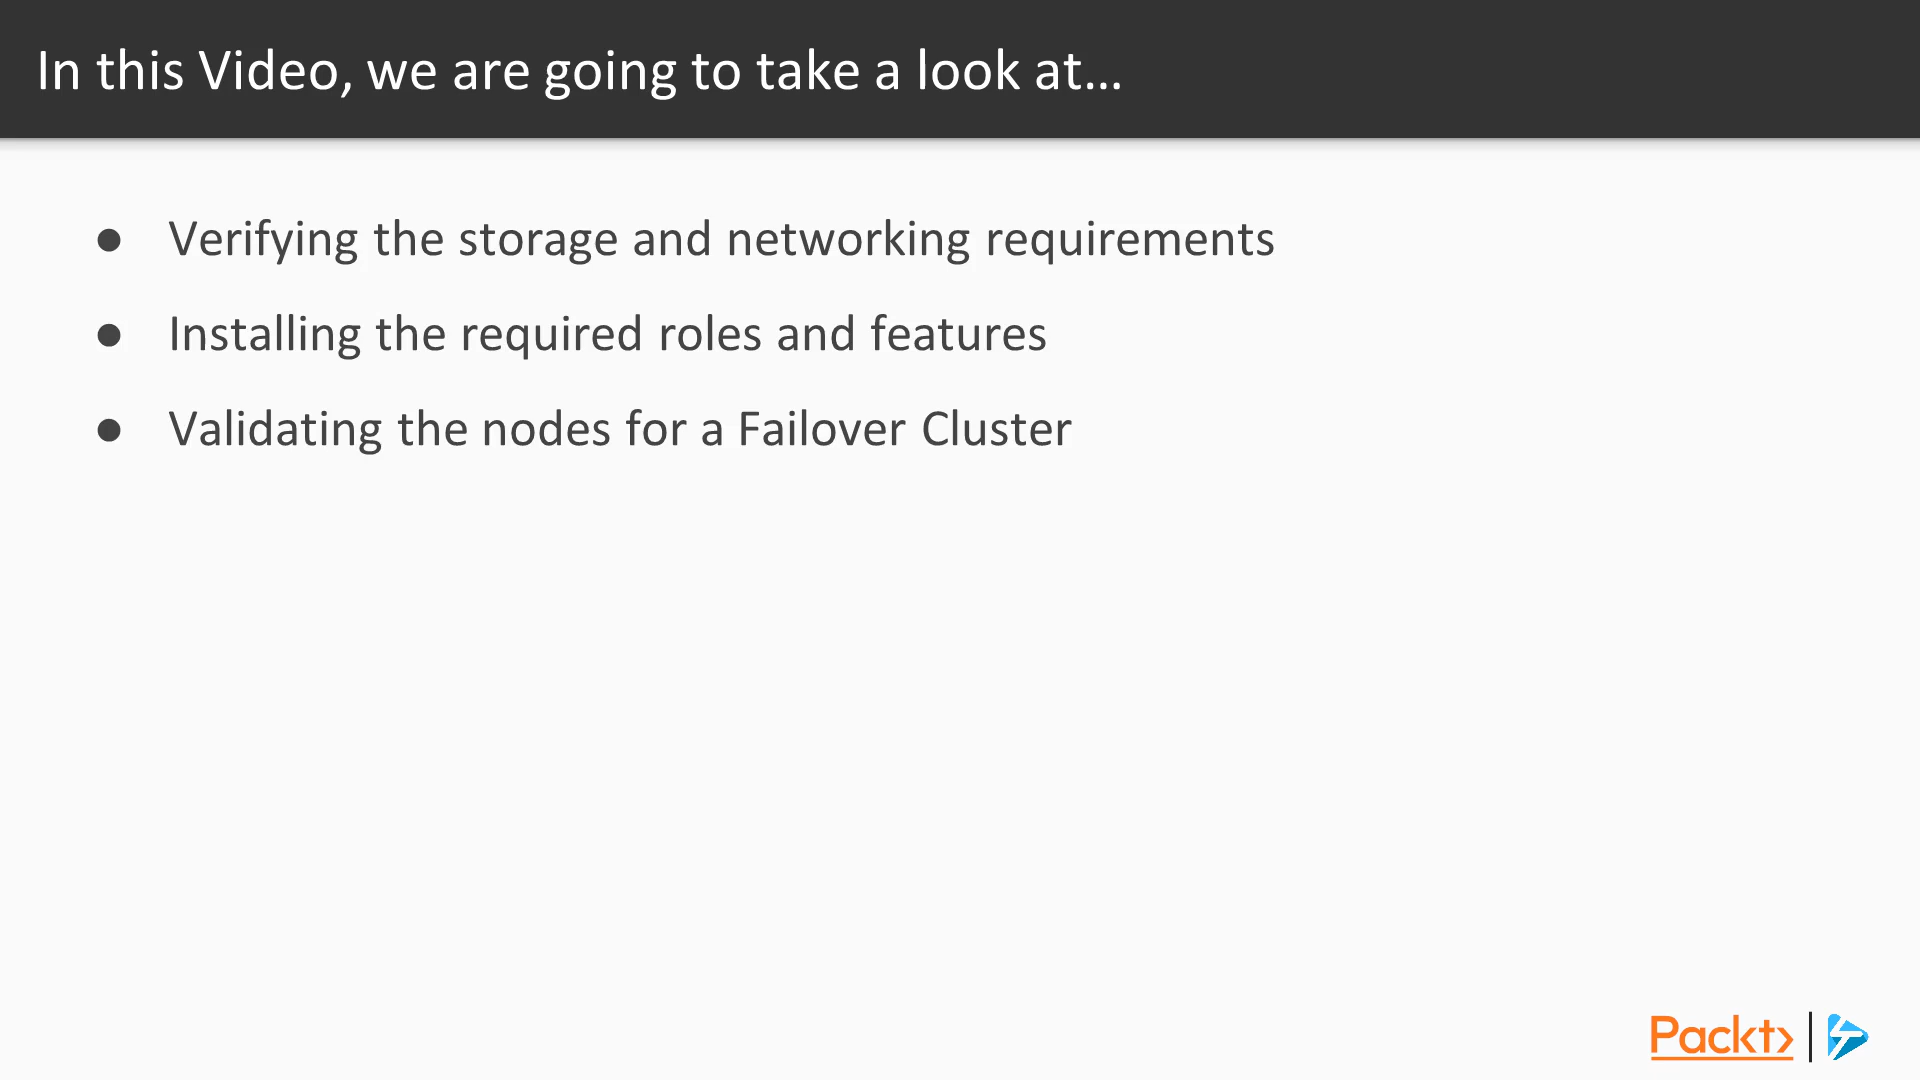 In this Video, we are going to take a look at...
● Verifying the storage and networking requirements
● Installing the required roles and features
● Validating the nodes for a Failover Cluster
Packt>